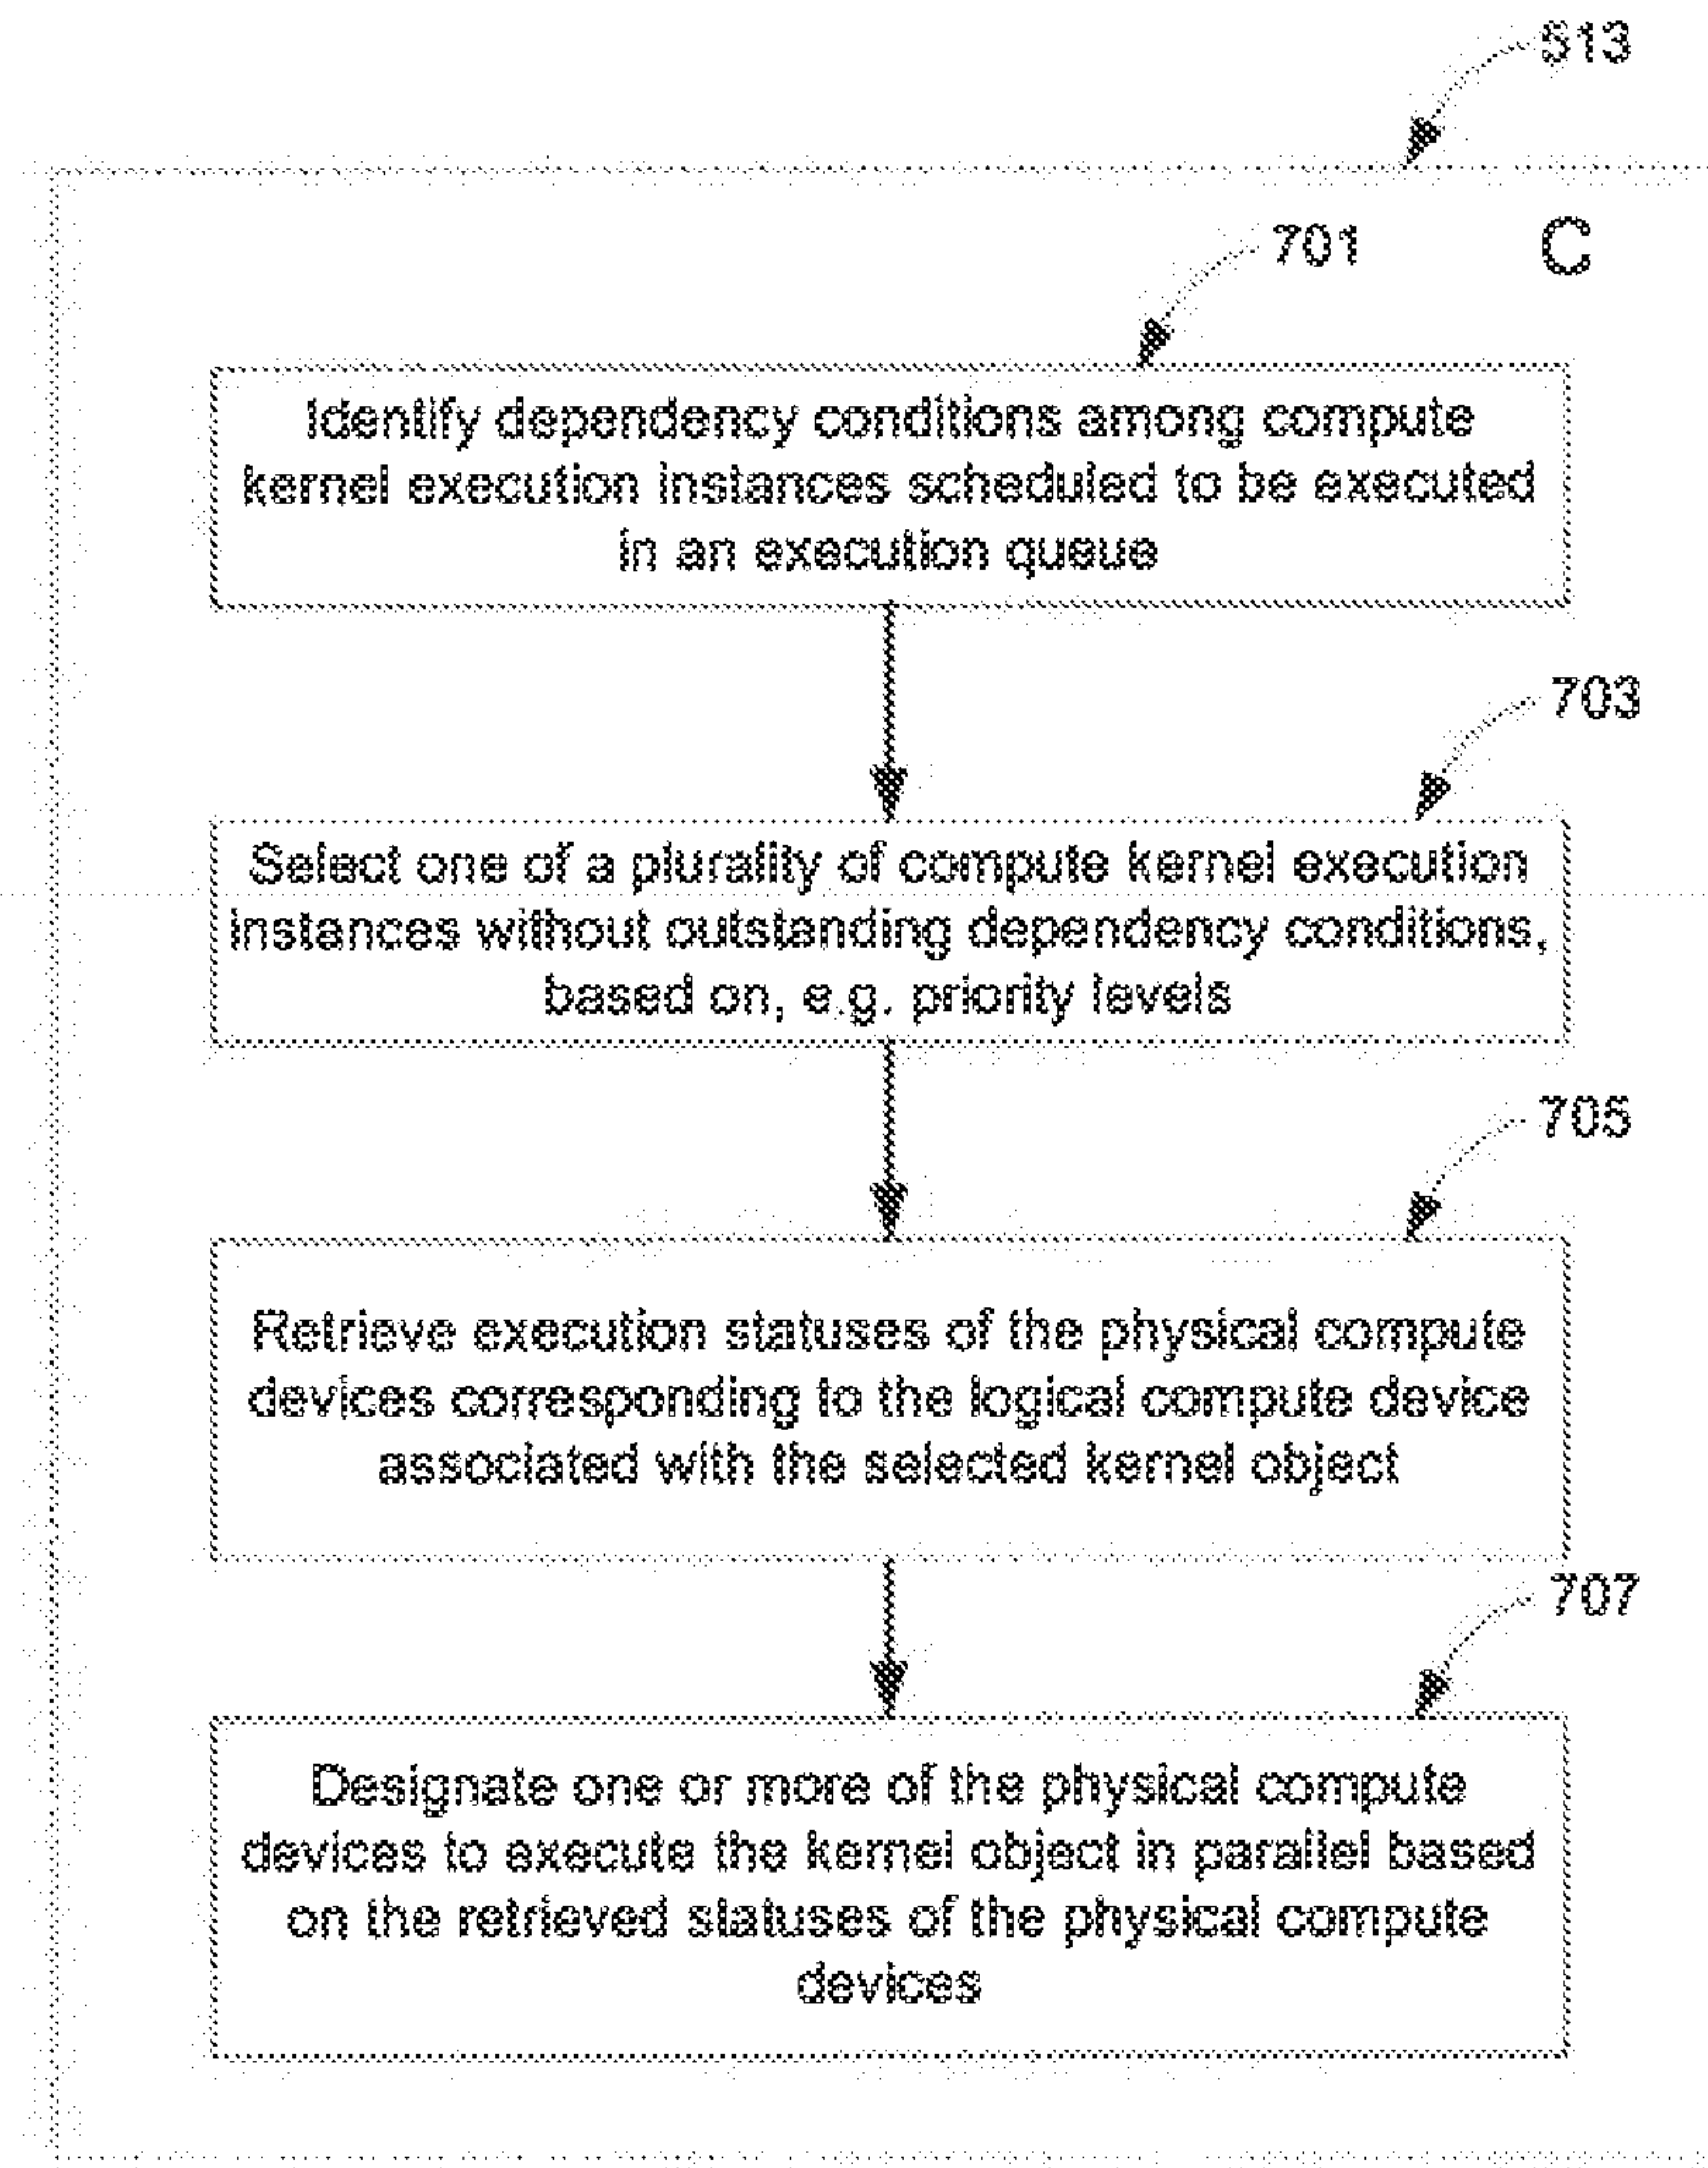 513
C
701
Identify dependency conditions among compute
kernel execution instances scheduled to be executed
in an execution queue
703
Select one of a plurality of compute kernel execution
instances without outstanding dependency conditions,
based on, e.g. priority levels
705
Retrieve execution statuses of the physical compute
devices corresponding to the logical compute device
associated with the selected kernel object
707
Designate one or more of the physical compute
devices to execute the kernel object in parallel based
on the retrieved statuses of the physical compute
devices